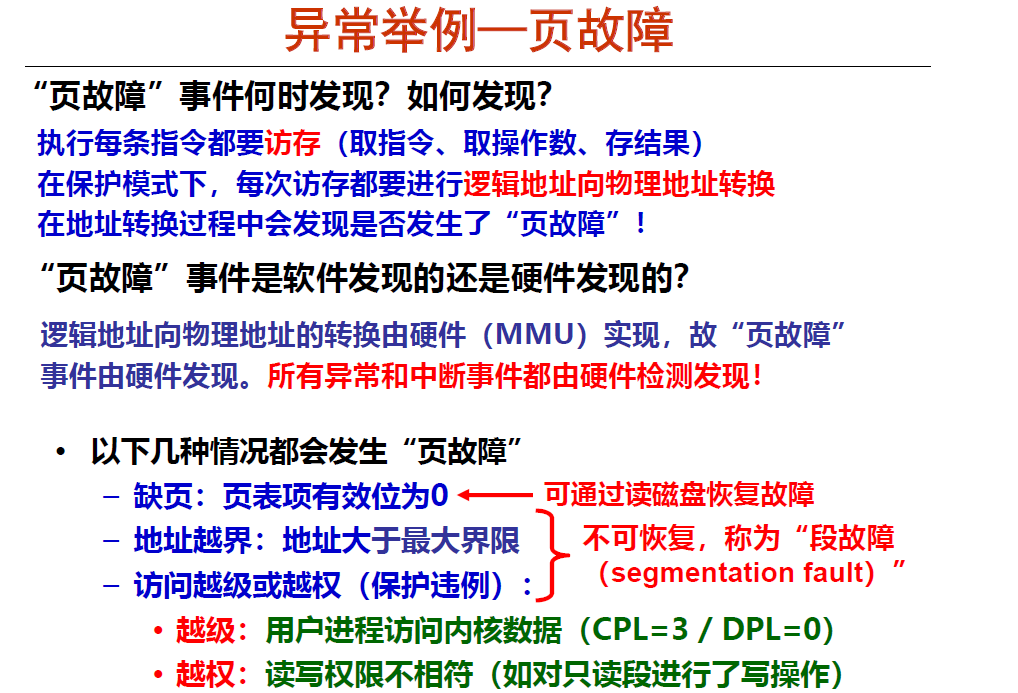 异常举例—页故障
“页故障”事件何时发现？如何发现？
执行每条指令都要访存（取指令、取操作数、存结果）
在保护模式下，每次访存都要进行逻辑地址向物理地址转换
在地址转换过程中会发现是否发生了“页故障”！
“页故障”事件是软件发现的还是硬件发现的？
逻辑地址向物理地址的转换由硬件（MMU）实现，故“页故障”
事件由硬件发现。所有异常和中断事件都由硬件检测发现！
• 以下几种情况都会发生“页故障”
– 缺页：页表项有效位为0 可通过读磁盘恢复故障
– 地址越界：地址大于最大界限
– 访问越级或越权（保护违例）：
不可恢复，称为“段故障
（segmentation fault）”
• 越级：用户进程访问内核数据（CPL=3 / DPL=0）
• 越权：读写权限不相符（如对只读段进行了写操作）